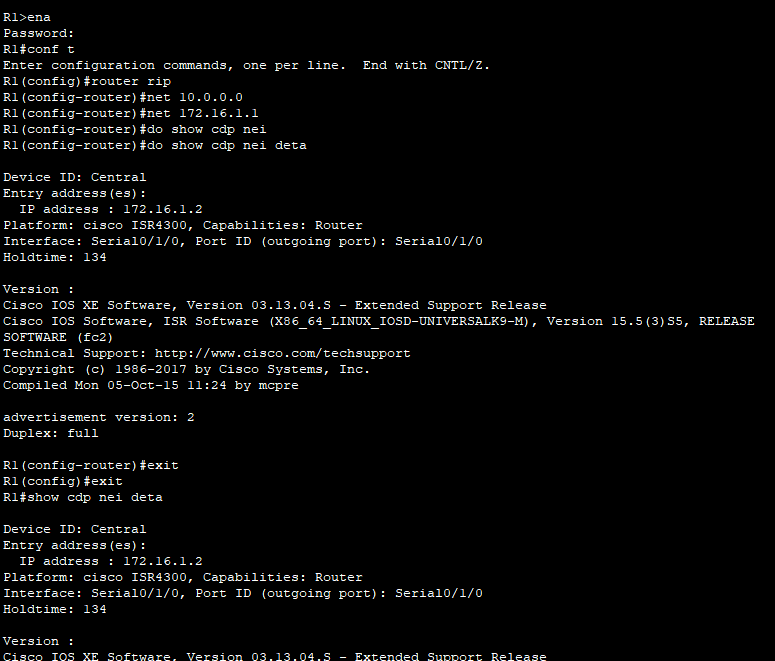 R1>ena
Password:
R1#conf t
Enter configuration commands, one per line.  End with CNTL/Z.
R1(config)#router rip
R1(config-router)#net 10.0.0.0
R1(config-router)#net 172.16.1.1
R1(config-router)#do show cdp nei
R1(config-router)#do show cdp nei deta

Device ID: Central
Entry address(es):
  IP address : 172.16.1.2
Platform: cisco ISR4300, Capabilities: Router
Interface: Serial0/1/0, Port ID (outgoing port): Serial0/1/0
Holdtime: 134

Version :
Cisco IOS XE Software, Version 03.13.04.S - Extended Support Release
Cisco IOS Software, ISR Software (X86_64_LINUX_IOSD-UNIVERSALK9-M), Version 15.5(3)S5, RELEASE
SOFTWARE (fc2)
Technical Support: http://www.cisco.com/techsupport
Copyright (c) 1986-2017 by Cisco Systems, Inc.
Compiled Mon 05-Oct-15 11:24 by mcpre

advertisement version: 2
Duplex: full

R1(config-router)#exit
R1(config)#exit
R1#show cdp nei deta

Device ID: Central
Entry address(es):
  IP address : 172.16.1.2
Platform: cisco ISR4300, Capabilities: Router
Interface: Serial0/1/0, Port ID (outgoing port): Serial0/1/0
Holdtime: 134

Version :
Cisco IOS XE Software, Version 03.13.04.S - Extended Support Release